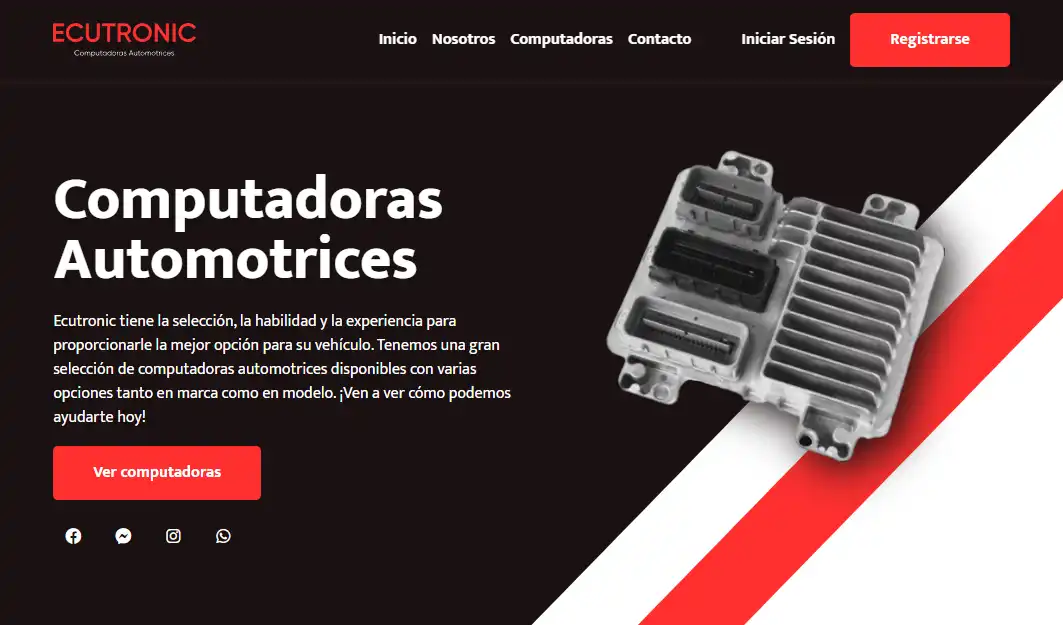 ECUTRONIC
Computadoras Automotrices
Inicio Nosotros Computadoras Contacto Iniciar Sesión Registrarse
Computadoras
Automotrices
Ecutronic tiene la selección, la habilidad y la experiencia para
proporcionarle la mejor opción para su vehículo. Tenemos una gran
selección de computadoras automotrices disponibles con varias
opciones tanto en marca como en modelo. ¡Ven a ver cómo podemos
ayudarte hoy!
Ver computadoras